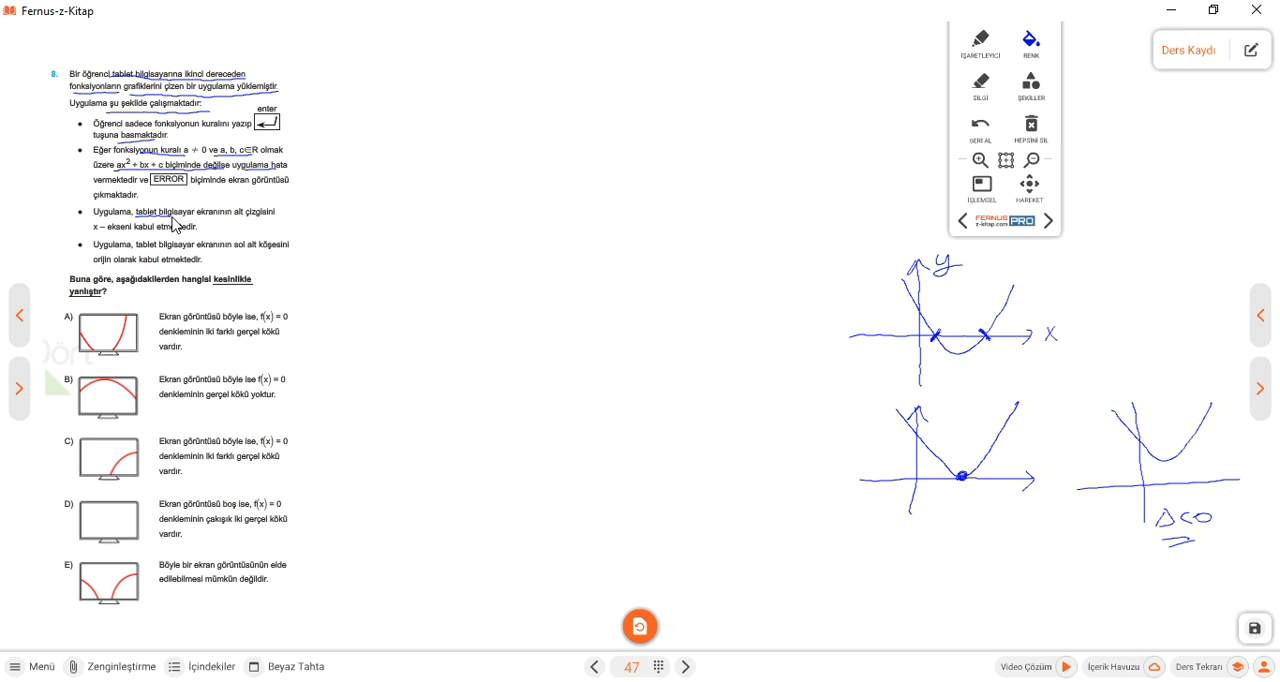 Fernus-z-Kitap
Ders Kaydı
İŞARETLEYİCİ
RENK
SİLGİ
ŞEKİLLER
GERİ AL
HEPSİNİ SİL
İŞLEMSEL
HAREKET
FERNUS PRO
z-kitap.com
8. Bir öğrenci tablet bilgisayarına ikinci dereceden
fonksiyonların grafiklerini çizen bir uygulama yüklemiştir.
Uygulama şu şekilde çalışmaktadır:
enter
• Öğrenci sadece fonksiyonun kuralını yazıp
tuşuna basmaktadır.
• Eğer fonksiyonun kuralı a ≠ 0 ve a, b, c∈R olmak
üzere ax² + bx + c biçiminde değilse uygulama hata
vermektedir ve ERROR biçiminde ekran görüntüsü
çıkmaktadır.
• Uygulama, tablet bilgisayar ekranının alt çizgisini
x – ekseni kabul etmektedir.
• Uygulama, tablet bilgisayar ekranının sol alt köşesini
orijin olarak kabul etmektedir.
Buna göre, aşağıdakilerden hangisi kesinlikle
yanlıştır?
A) Ekran görüntüsü böyle ise, f(x) = 0
denkleminin iki farklı gerçel kökü
vardır.
B) Ekran görüntüsü böyle ise f(x) = 0
denkleminin gerçel kökü yoktur.
C) Ekran görüntüsü böyle ise, f(x) = 0
denkleminin iki farklı gerçel kökü
vardır.
D) Ekran görüntüsü boş ise, f(x) = 0
denkleminin çakışık iki gerçel kökü
vardır.
E) Böyle bir ekran görüntüsünün elde
edilebilmesi mümkün değildir.
y
x
Δ<0
Menü
Zenginleştirme
İçindekiler
Beyaz Tahta
47
Video Çözüm
İçerik Havuzu
Ders Tekrarı